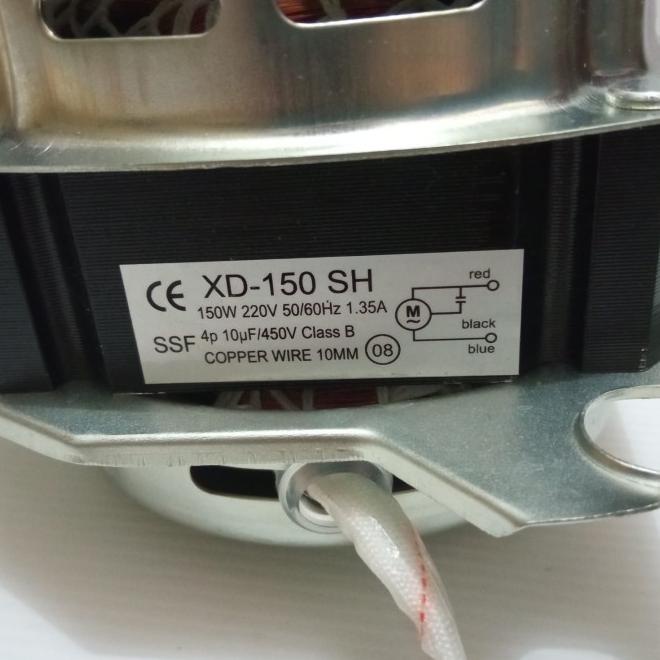 CE XD-150 SH
150W 220V 50/60Hz 1.35A
SSF 4p 10µF/450V Class B
COPPER WIRE 10MM 08
M
~
red
black
blue